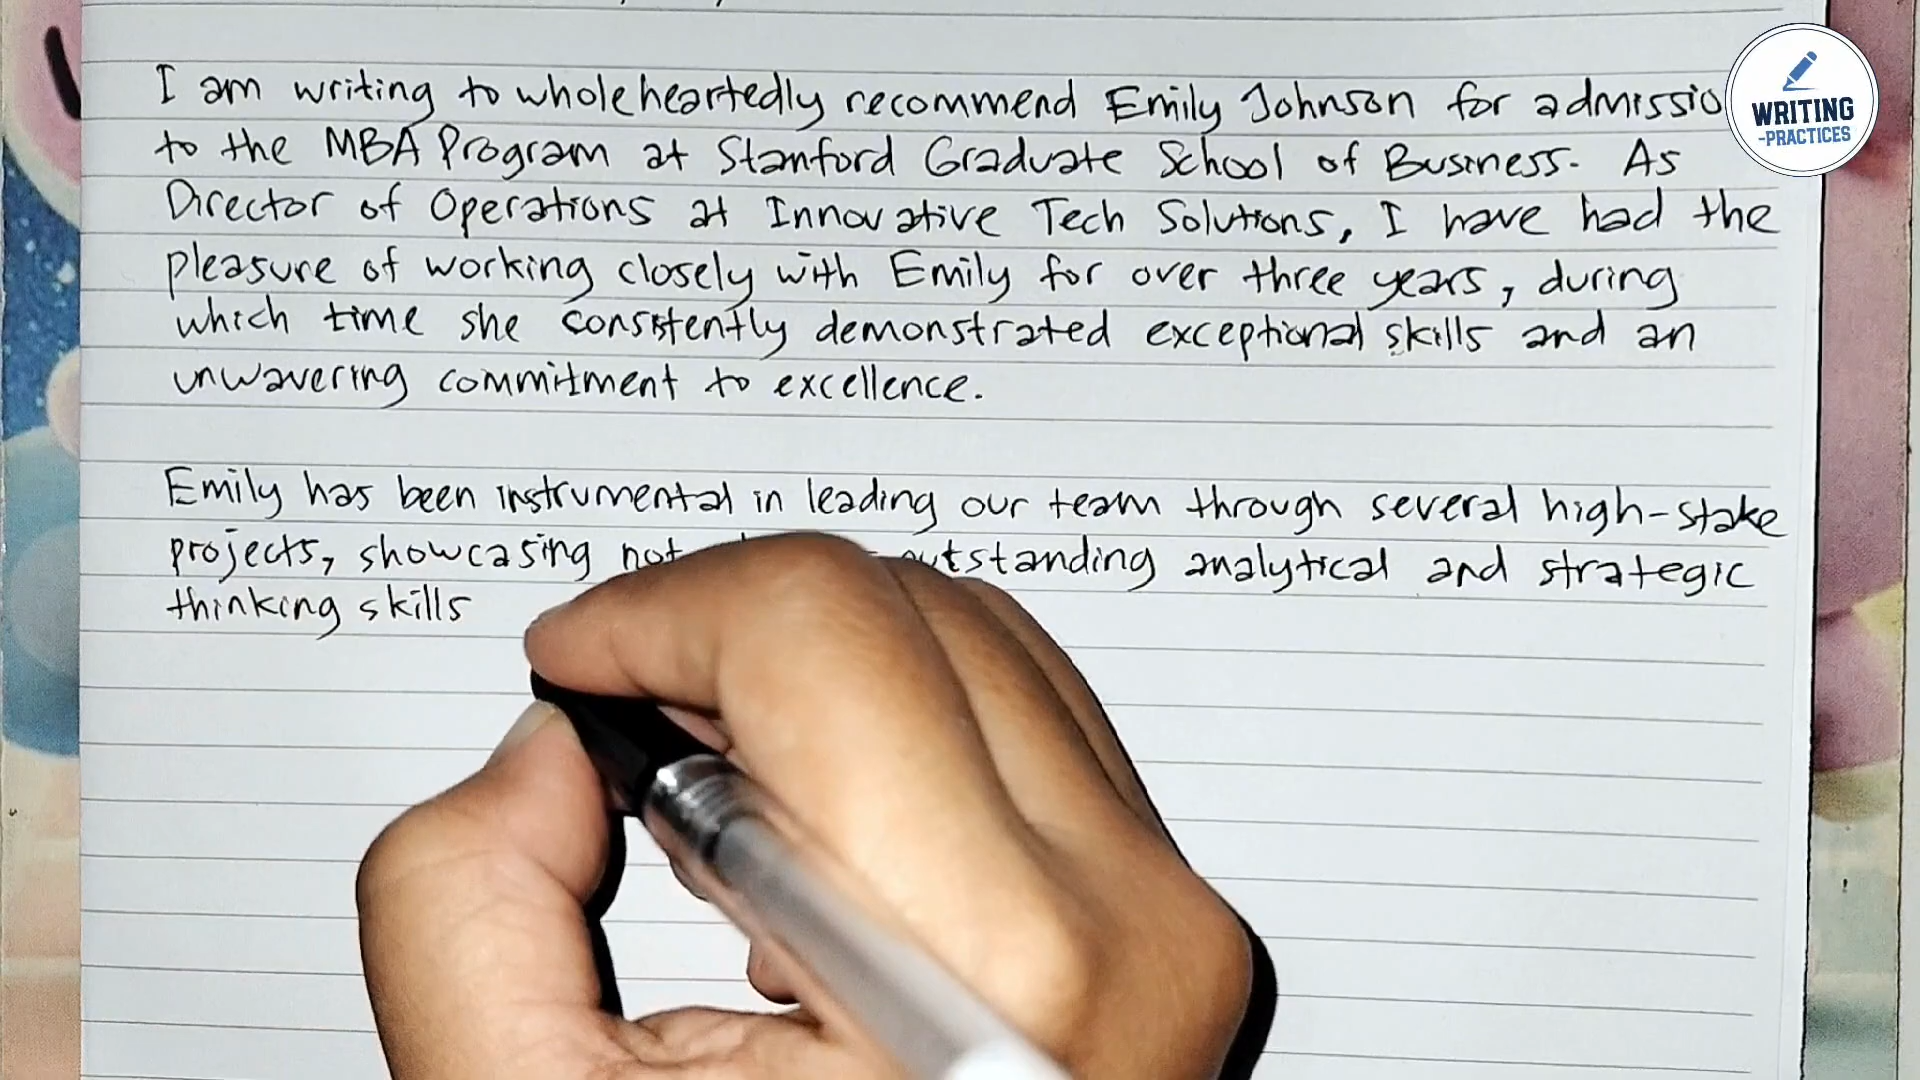 I am writing to wholeheartedly recommend Emily Johnson for admissio
to the MBA Program at Stanford Graduate School of Business. As
Director of Operations at Innovative Tech Solutions, I have had the
pleasure of working closely with Emily for over three years, during
which time she consistently demonstrated exceptional skills and an
unwavering commitment to excellence.
Emily has been instrumental in leading our team through several high-stake
projects, showcasing not outstanding analytical and strategic
thinking skills
WRITING
-PRACTICES